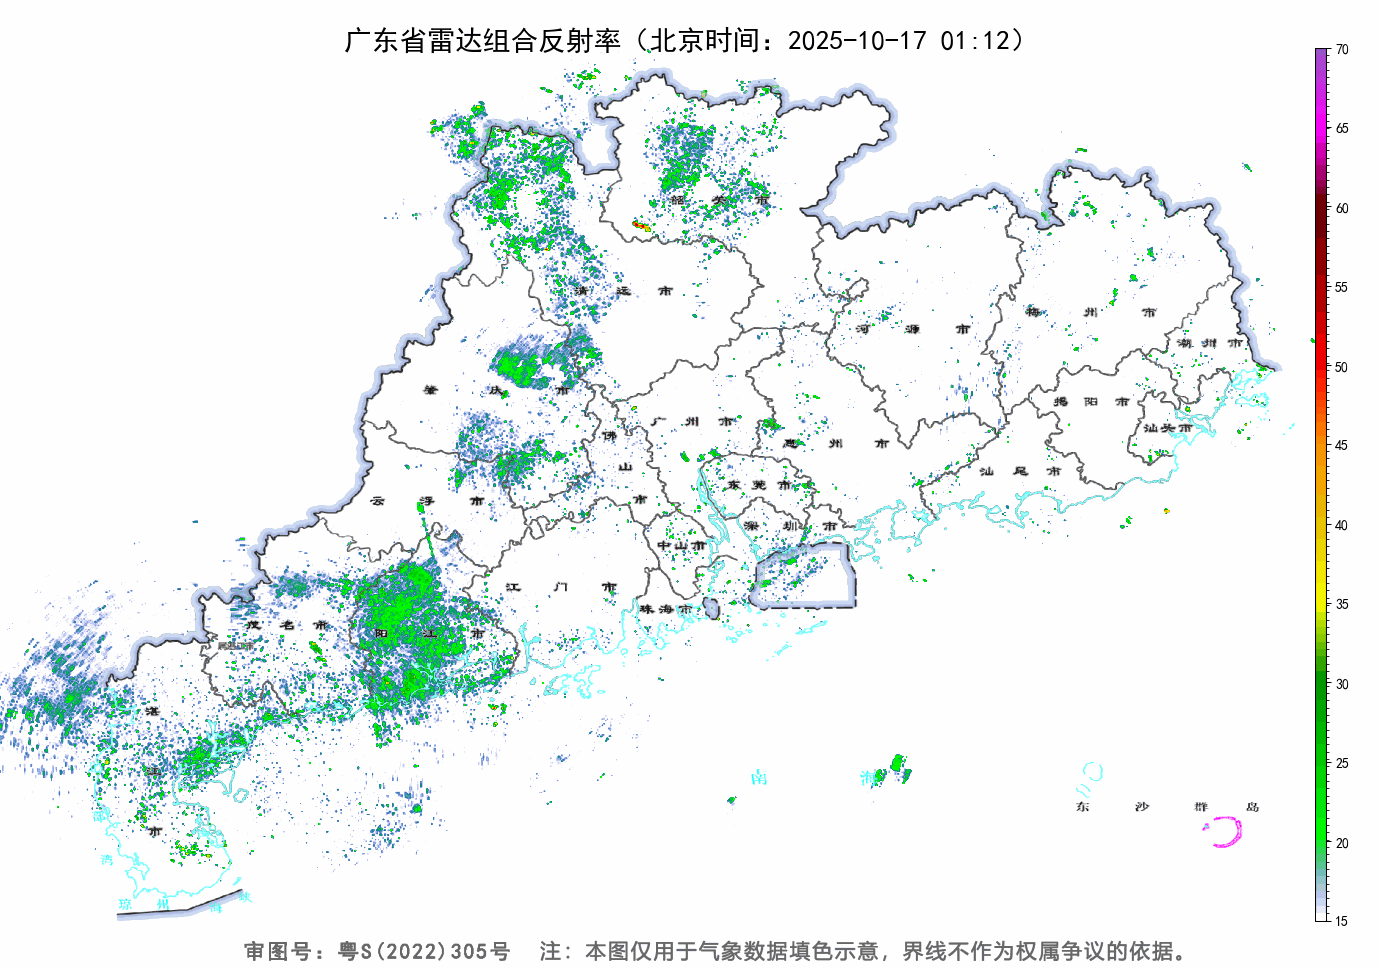 广东省雷达组合反射率（北京时间：2025-10-17 01:12）
70
65
60
55
50
45
40
35
30
25
20
15
韶 关 市
清 远 市
河 源 市
梅 州 市
潮 州 市
肇 庆 市
广 州 市
揭 阳 市
汕头市
佛 山 市
惠 州 市
汕 尾 市
云 浮 市
东 莞 市
深 圳 市
中山市
江 门 市
珠海市
茂 名 市
阳 江 市
湛 江 市
南 海
东 沙 群 岛
湾
琼 州 海 峡
审图号：粤S(2022)305号 注：本图仅用于气象数据填色示意，界线不作为权属争议的依据。